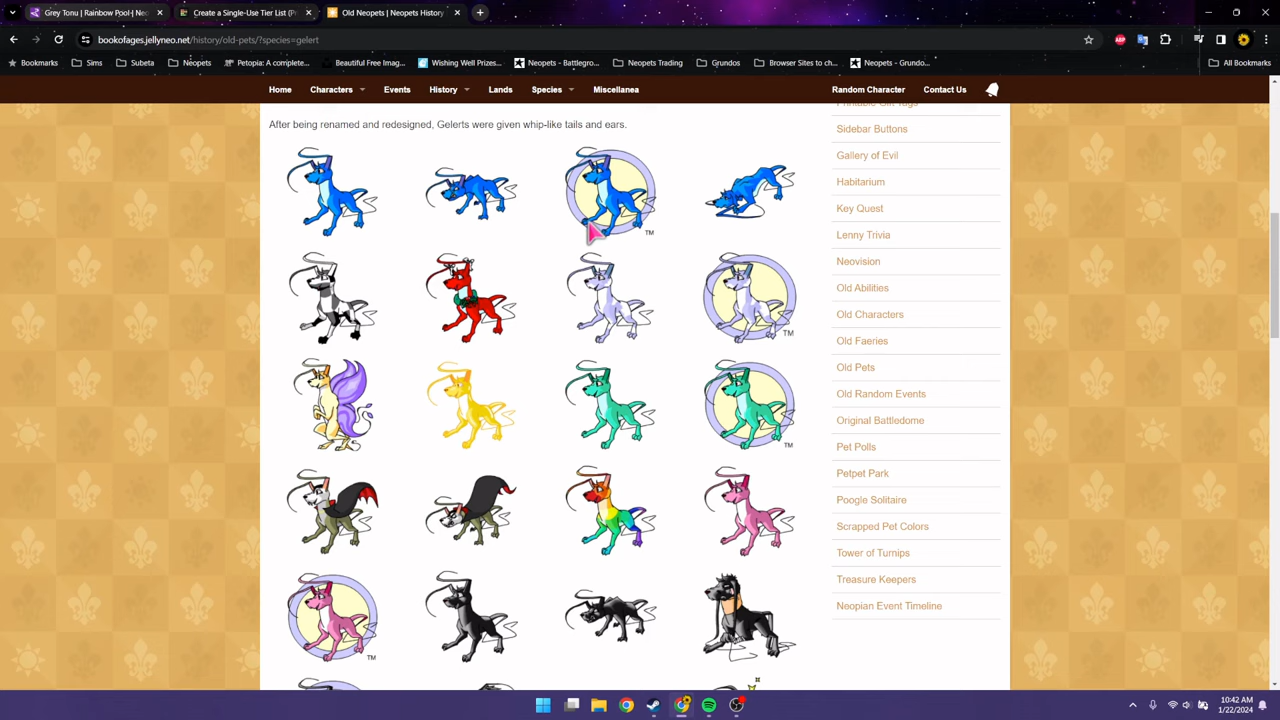 Grey Tonu | Rainbow Pool | Neo
Create a Single-Use Tier List (P
Old Neopets History
bookofages.jellyneo.net/history/old-pets/?species=gelert
Bookmarks
Sims
Subeta
Neopets
Petopia: A complete...
Beautiful Free Imag...
Wishing Well Prizes...
Neopets - Battlegro...
Neopets Trading
Grundos
Browser Sites to ch...
Neopets - Grundo...
All Bookmarks
Home
Characters
Events
History
Lands
Species
Miscellanea
Random Character
Contact Us
After being renamed and redesigned, Gelerts were given whip-like tails and ears.
TM
TM
TM
TM
Printable Gift Tags
Sidebar Buttons
Gallery of Evil
Habitarium
Key Quest
Lenny Trivia
Neovision
Old Abilities
Old Characters
Old Faeries
Old Pets
Old Random Events
Original Battledome
Pet Polls
Petpet Park
Poogle Solitaire
Scrapped Pet Colors
Tower of Turnips
Treasure Keepers
Neopian Event Timeline
10:42 AM
1/22/2024